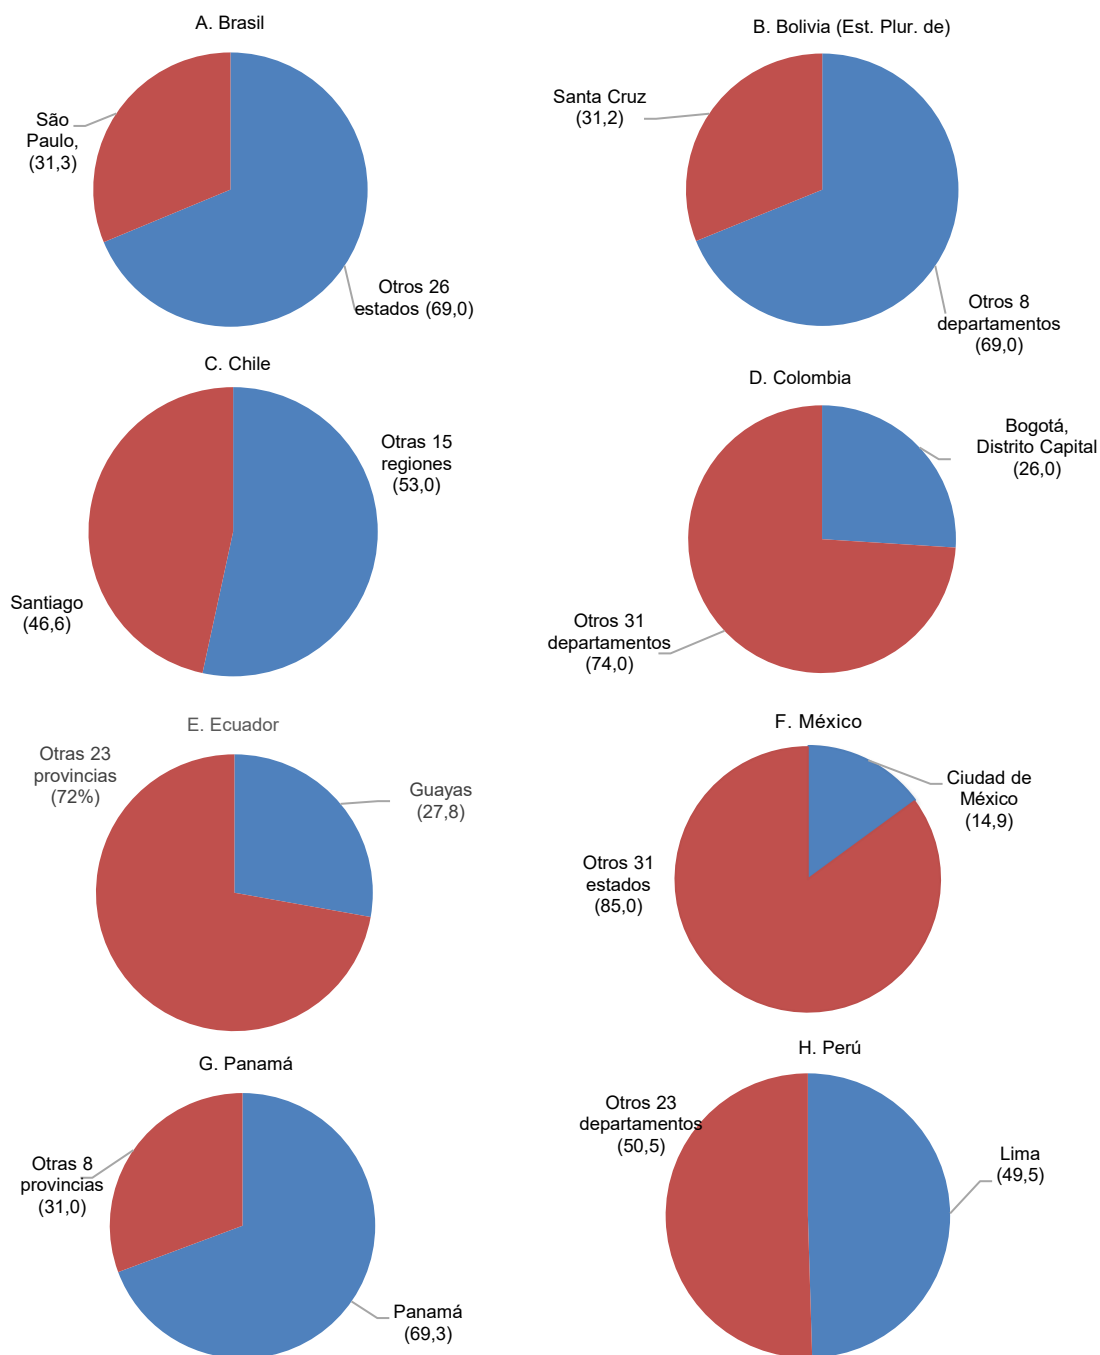 A. Brasil
São
Paulo,
(31,3)
Otros 26
estados (69,0)
B. Bolivia (Est. Plur. de)
Santa Cruz
(31,2)
Otros 8
departamentos
(69,0)
C. Chile
Otras 15
regiones
(53,0)
Santiago
(46,6)
D. Colombia
Bogotá,
Distrito Capital
(26,0)
Otros 31
departamentos
(74,0)
E. Ecuador
Otras 23
provincias
(72%)
Guayas
(27,8)
F. México
Ciudad de
México
(14,9)
Otros 31
estados
(85,0)
G. Panamá
Otras 8
provincias
(31,0)
Panamá
(69,3)
H. Perú
Otros 23
departamentos
(50,5)
Lima
(49,5)